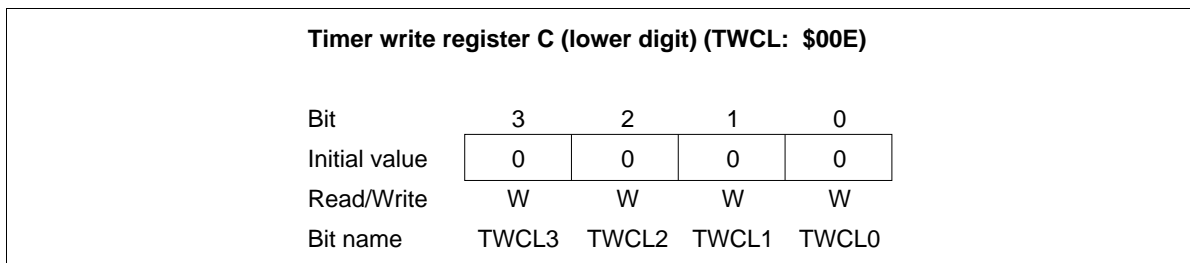 Timer write register C (lower digit) (TWCL: $00E)
Bit 3 2 1 0
Initial value 0 0 0 0
Read/Write W W W W
Bit name TWCL3 TWCL2 TWCL1 TWCL0